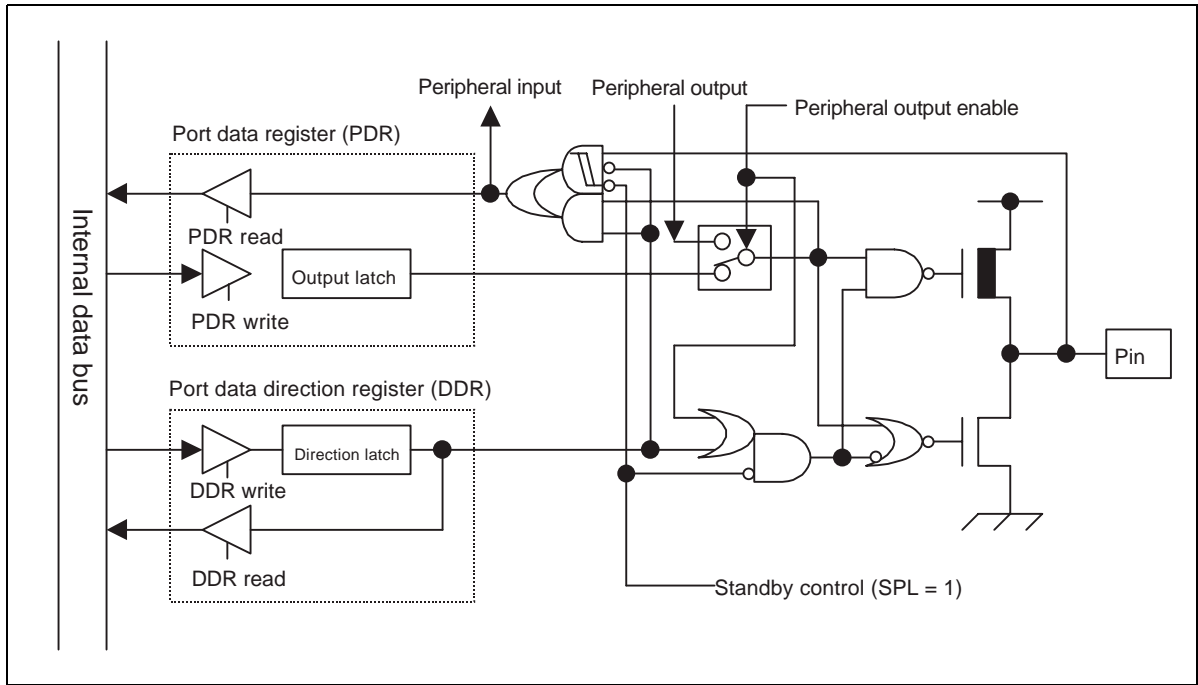 Peripheral input
Peripheral output
Peripheral output enable
Port data register (PDR)
Internal data bus
PDR read
Output latch
PDR write
Pin
Port data direction register (DDR)
Direction latch
DDR write
DDR read
Standby control (SPL = 1)